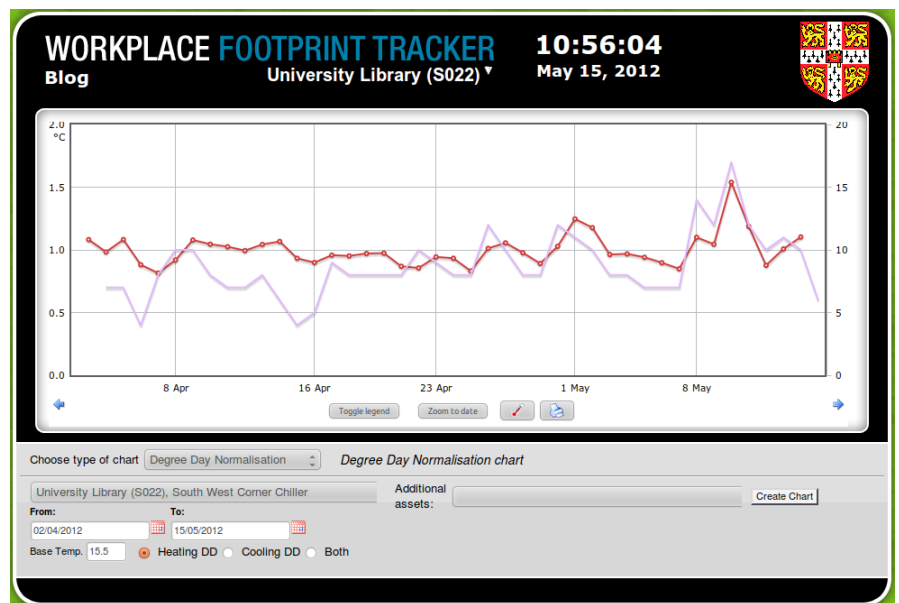 WORKPLACE FOOTPRINT TRACKER
Blog
University Library (S022) ▼
10:56:04
May 15, 2012
2.0
°C
1.5
1.0
0.5
0.0
20
15
10
5
0
8 Apr 16 Apr 23 Apr 1 May 8 May
Toggle legend Zoom to date
Choose type of chart Degree Day Normalisation Degree Day Normalisation chart
University Library (S022), South West Corner Chiller
Additional
assets:
Create Chart
From: To:
02/04/2012 15/05/2012
Base Temp. 15.5 Heating DD Cooling DD Both